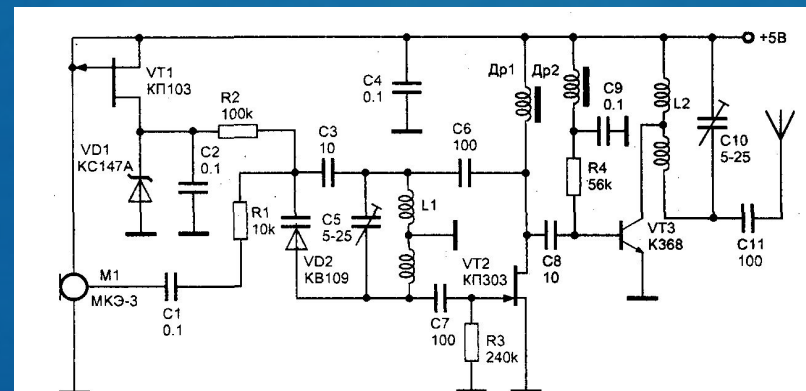 +5В
VT1
КП103
R2
100k
VD1
КС147А
C2
0.1
R1
10k
M1
МКЭ-3
C1
0.1
C3
10
C4
0.1
C5
5-25
VD2
КВ109
L1
C6
100
C7
100
VT2
КП303
R3
240k
Др1
Др2
C9
0.1
R4
56k
C8
10
VT3
К368
L2
C10
5-25
C11
100